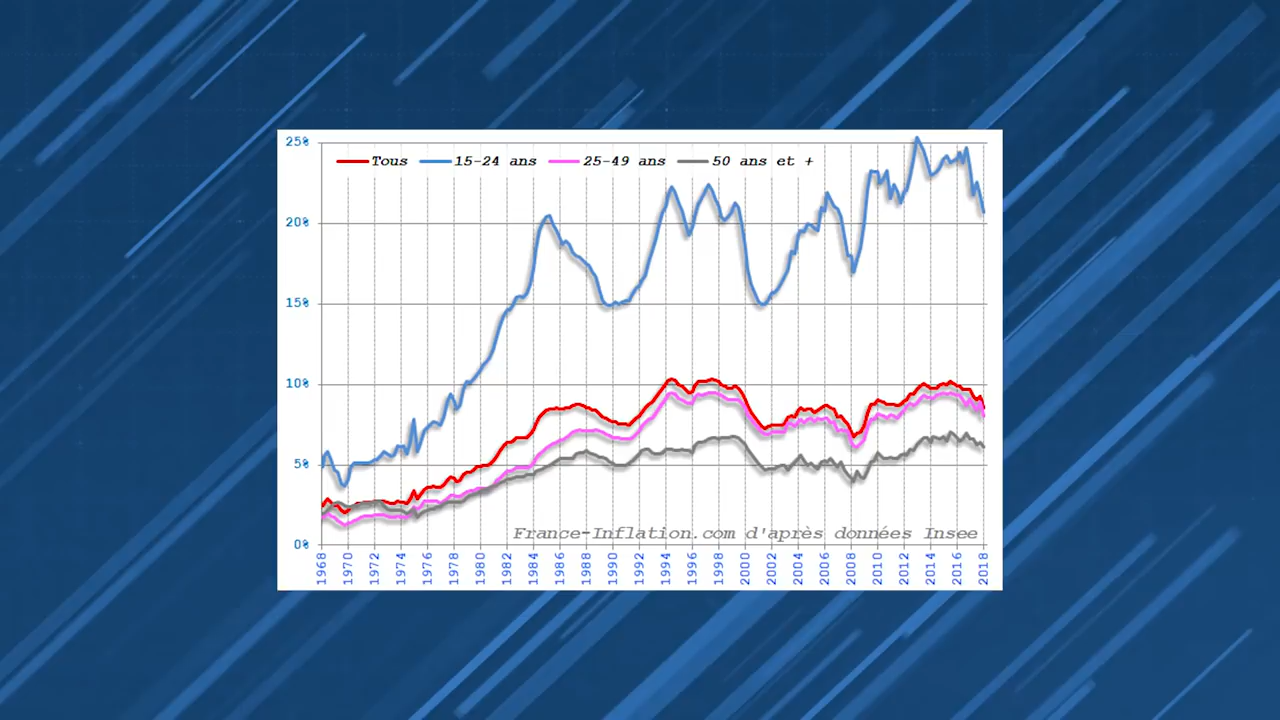 25%
Tous 15-24 ans 25-49 ans 50 ans et +
20%
15%
10%
5%
France-Inflation.com d'après données Insee
0%
1968 1970 1972 1974 1976 1978 1980 1982 1984 1986 1988 1990 1992 1994 1996 1998 2000 2002 2004 2006 2008 2010 2012 2014 2016 2018